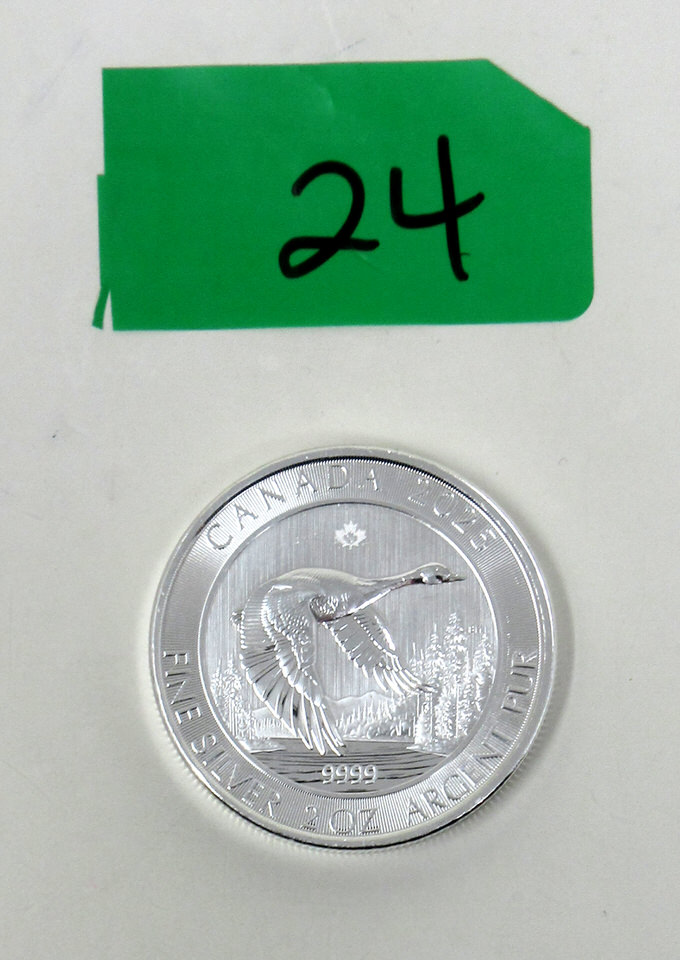 24
CANADA 2025
9999
FINE SILVER 2 OZ ARGENT PUR